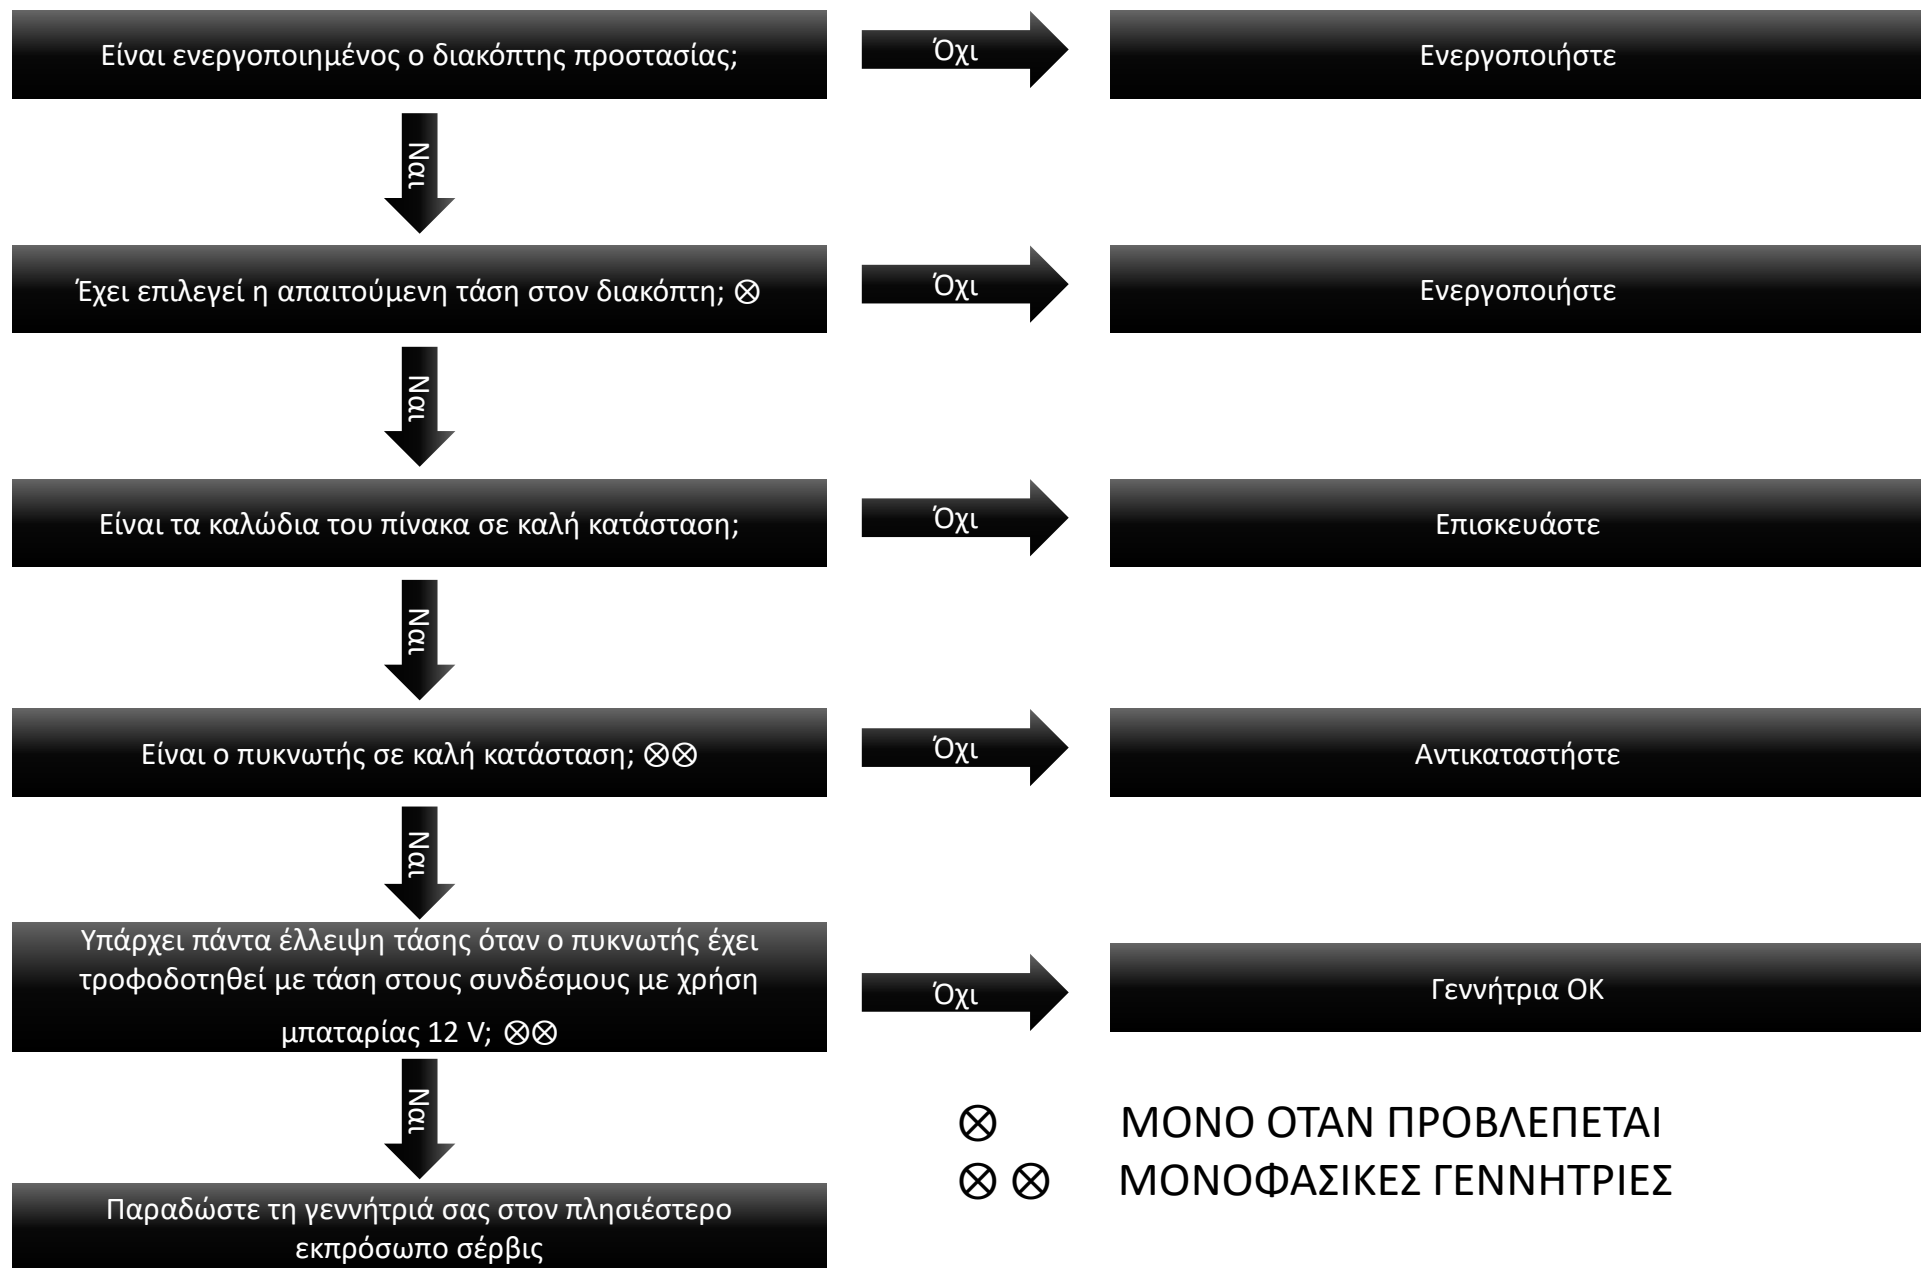 Είναι ενεργοποιημένος ο διακόπτης προστασίας;
Όχι
Ενεργοποιήστε
Ναι
Έχει επιλεγεί η απαιτούμενη τάση στον διακόπτη; ⊗
Όχι
Ενεργοποιήστε
Ναι
Είναι τα καλώδια του πίνακα σε καλή κατάσταση;
Όχι
Επισκευάστε
Ναι
Είναι ο πυκνωτής σε καλή κατάσταση; ⊗⊗
Όχι
Αντικαταστήστε
Ναι
Υπάρχει πάντα έλλειψη τάσης όταν ο πυκνωτής έχει
τροφοδοτηθεί με τάση στους συνδέσμους με χρήση
μπαταρίας 12 V; ⊗⊗
Όχι
Γεννήτρια ΟΚ
Ναι
Παραδώστε τη γεννήτριά σας στον πλησιέστερο
εκπρόσωπο σέρβις
⊗ ΜΟΝΟ ΟΤΑΝ ΠΡΟΒΛΕΠΕΤΑΙ
⊗ ⊗ ΜΟΝΟΦΑΣΙΚΕΣ ΓΕΝΝΗΤΡΙΕΣ